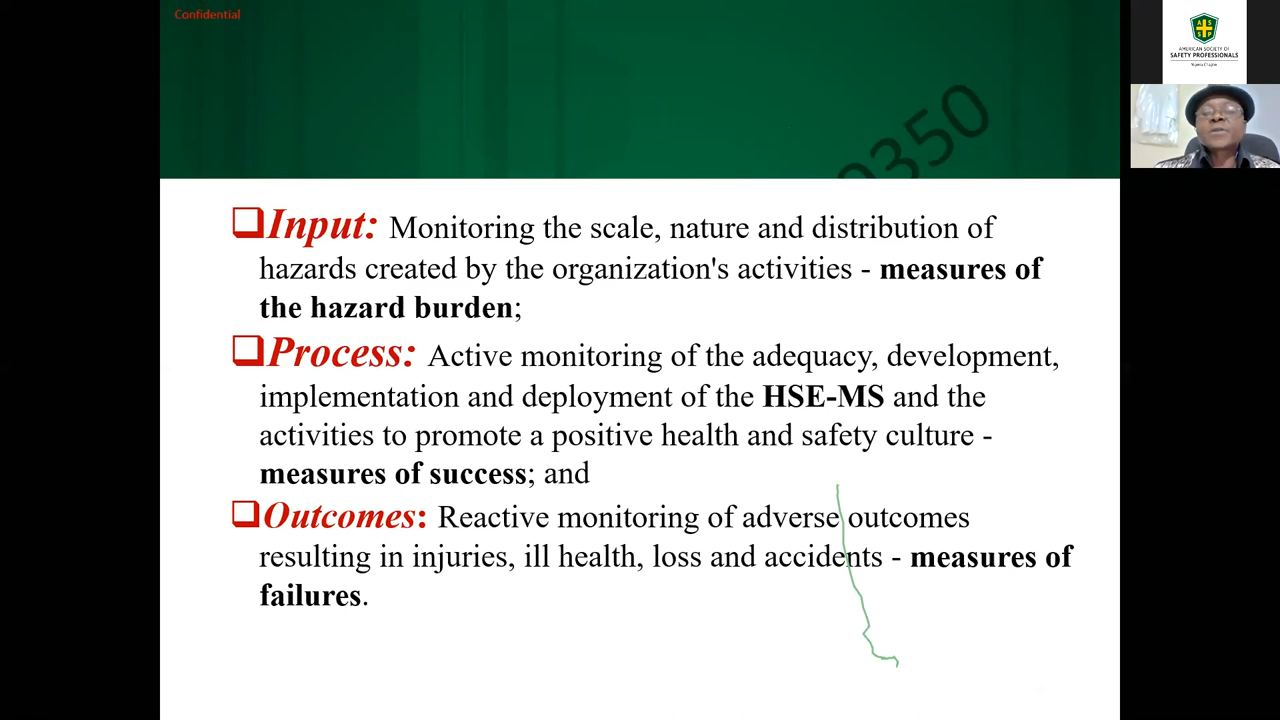 Confidential
AMERICAN SOCIETY OF
SAFETY PROFESSIONALS
Nigeria Chapter
Input: Monitoring the scale, nature and distribution of
hazards created by the organization's activities - measures of
the hazard burden;
Process: Active monitoring of the adequacy, development,
implementation and deployment of the HSE-MS and the
activities to promote a positive health and safety culture -
measures of success; and
Outcomes: Reactive monitoring of adverse outcomes
resulting in injuries, ill health, loss and accidents - measures of
failures.